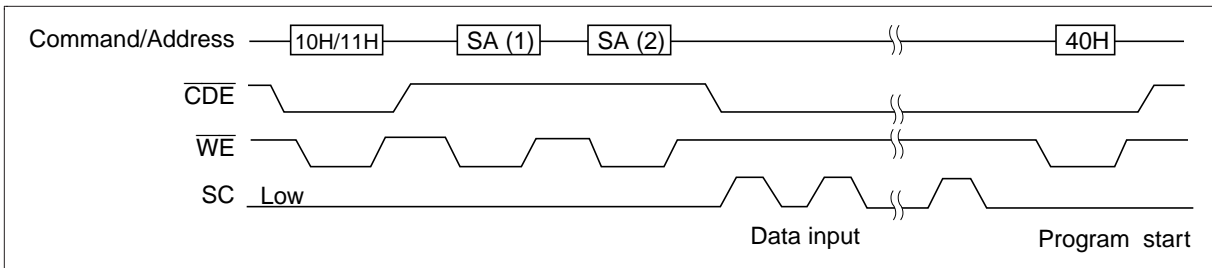 Command/Address 10H/11H SA (1) SA (2) 40H
CDE
WE
SC Low
Data input Program start